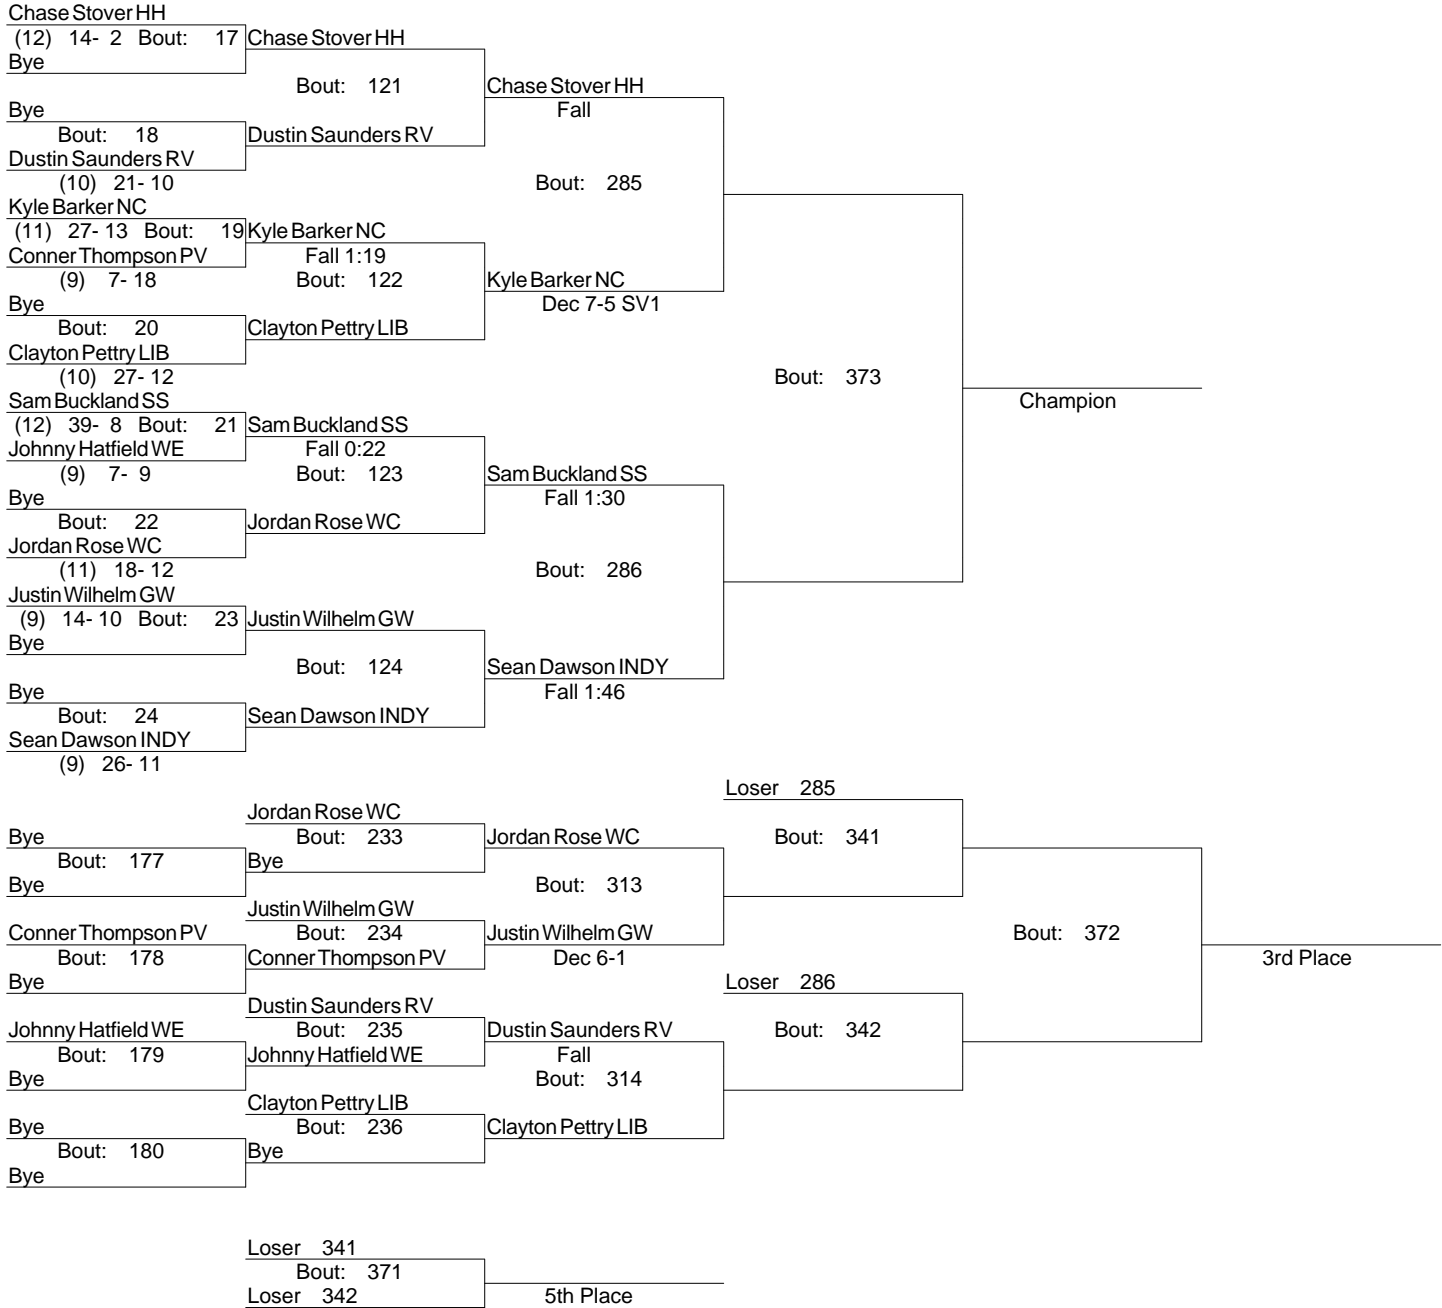 Chase Stover HH
(12) 14- 2 Bout: 17 Chase Stover HH
Bye
Bout: 121 Chase Stover HH
Bye Fall
Bout: 18 Dustin Saunders RV
Dustin Saunders RV
(10) 21- 10 Bout: 285
Kyle Barker NC
(11) 27- 13 Bout: 19 Kyle Barker NC
Conner Thompson PV Fall 1:19
(9) 7- 18 Bout: 122 Kyle Barker NC
Bye Dec 7-5 SV1
Bout: 20 Clayton Pettry LIB
Clayton Pettry LIB
(10) 27- 12 Bout: 373
Sam Buckland SS Champion
(12) 39- 8 Bout: 21 Sam Buckland SS
Johnny Hatfield WE Fall 0:22
(9) 7- 9 Bout: 123 Sam Buckland SS
Bye Fall 1:30
Bout: 22 Jordan Rose WC
Jordan Rose WC
(11) 18- 12 Bout: 286
Justin Wilhelm GW
(9) 14- 10 Bout: 23 Justin Wilhelm GW
Bye
Bout: 124 Sean Dawson INDY
Bye Fall 1:46
Bout: 24 Sean Dawson INDY
Sean Dawson INDY
(9) 26- 11
Loser 285
Jordan Rose WC
Bye Bout: 233 Jordan Rose WC Bout: 341
Bout: 177 Bye
Bye Bout: 313
Justin Wilhelm GW
Conner Thompson PV Bout: 234 Justin Wilhelm GW Bout: 372
Bout: 178 Conner Thompson PV Dec 6-1 3rd Place
Bye Loser 286
Dustin Saunders RV
Johnny Hatfield WE Bout: 235 Dustin Saunders RV Bout: 342
Bout: 179 Johnny Hatfield WE Fall
Bye Bout: 314
Clayton Pettry LIB
Bye Bout: 236 Clayton Pettry LIB
Bout: 180 Bye
Bye
Loser 341
Bout: 371
Loser 342 5th Place